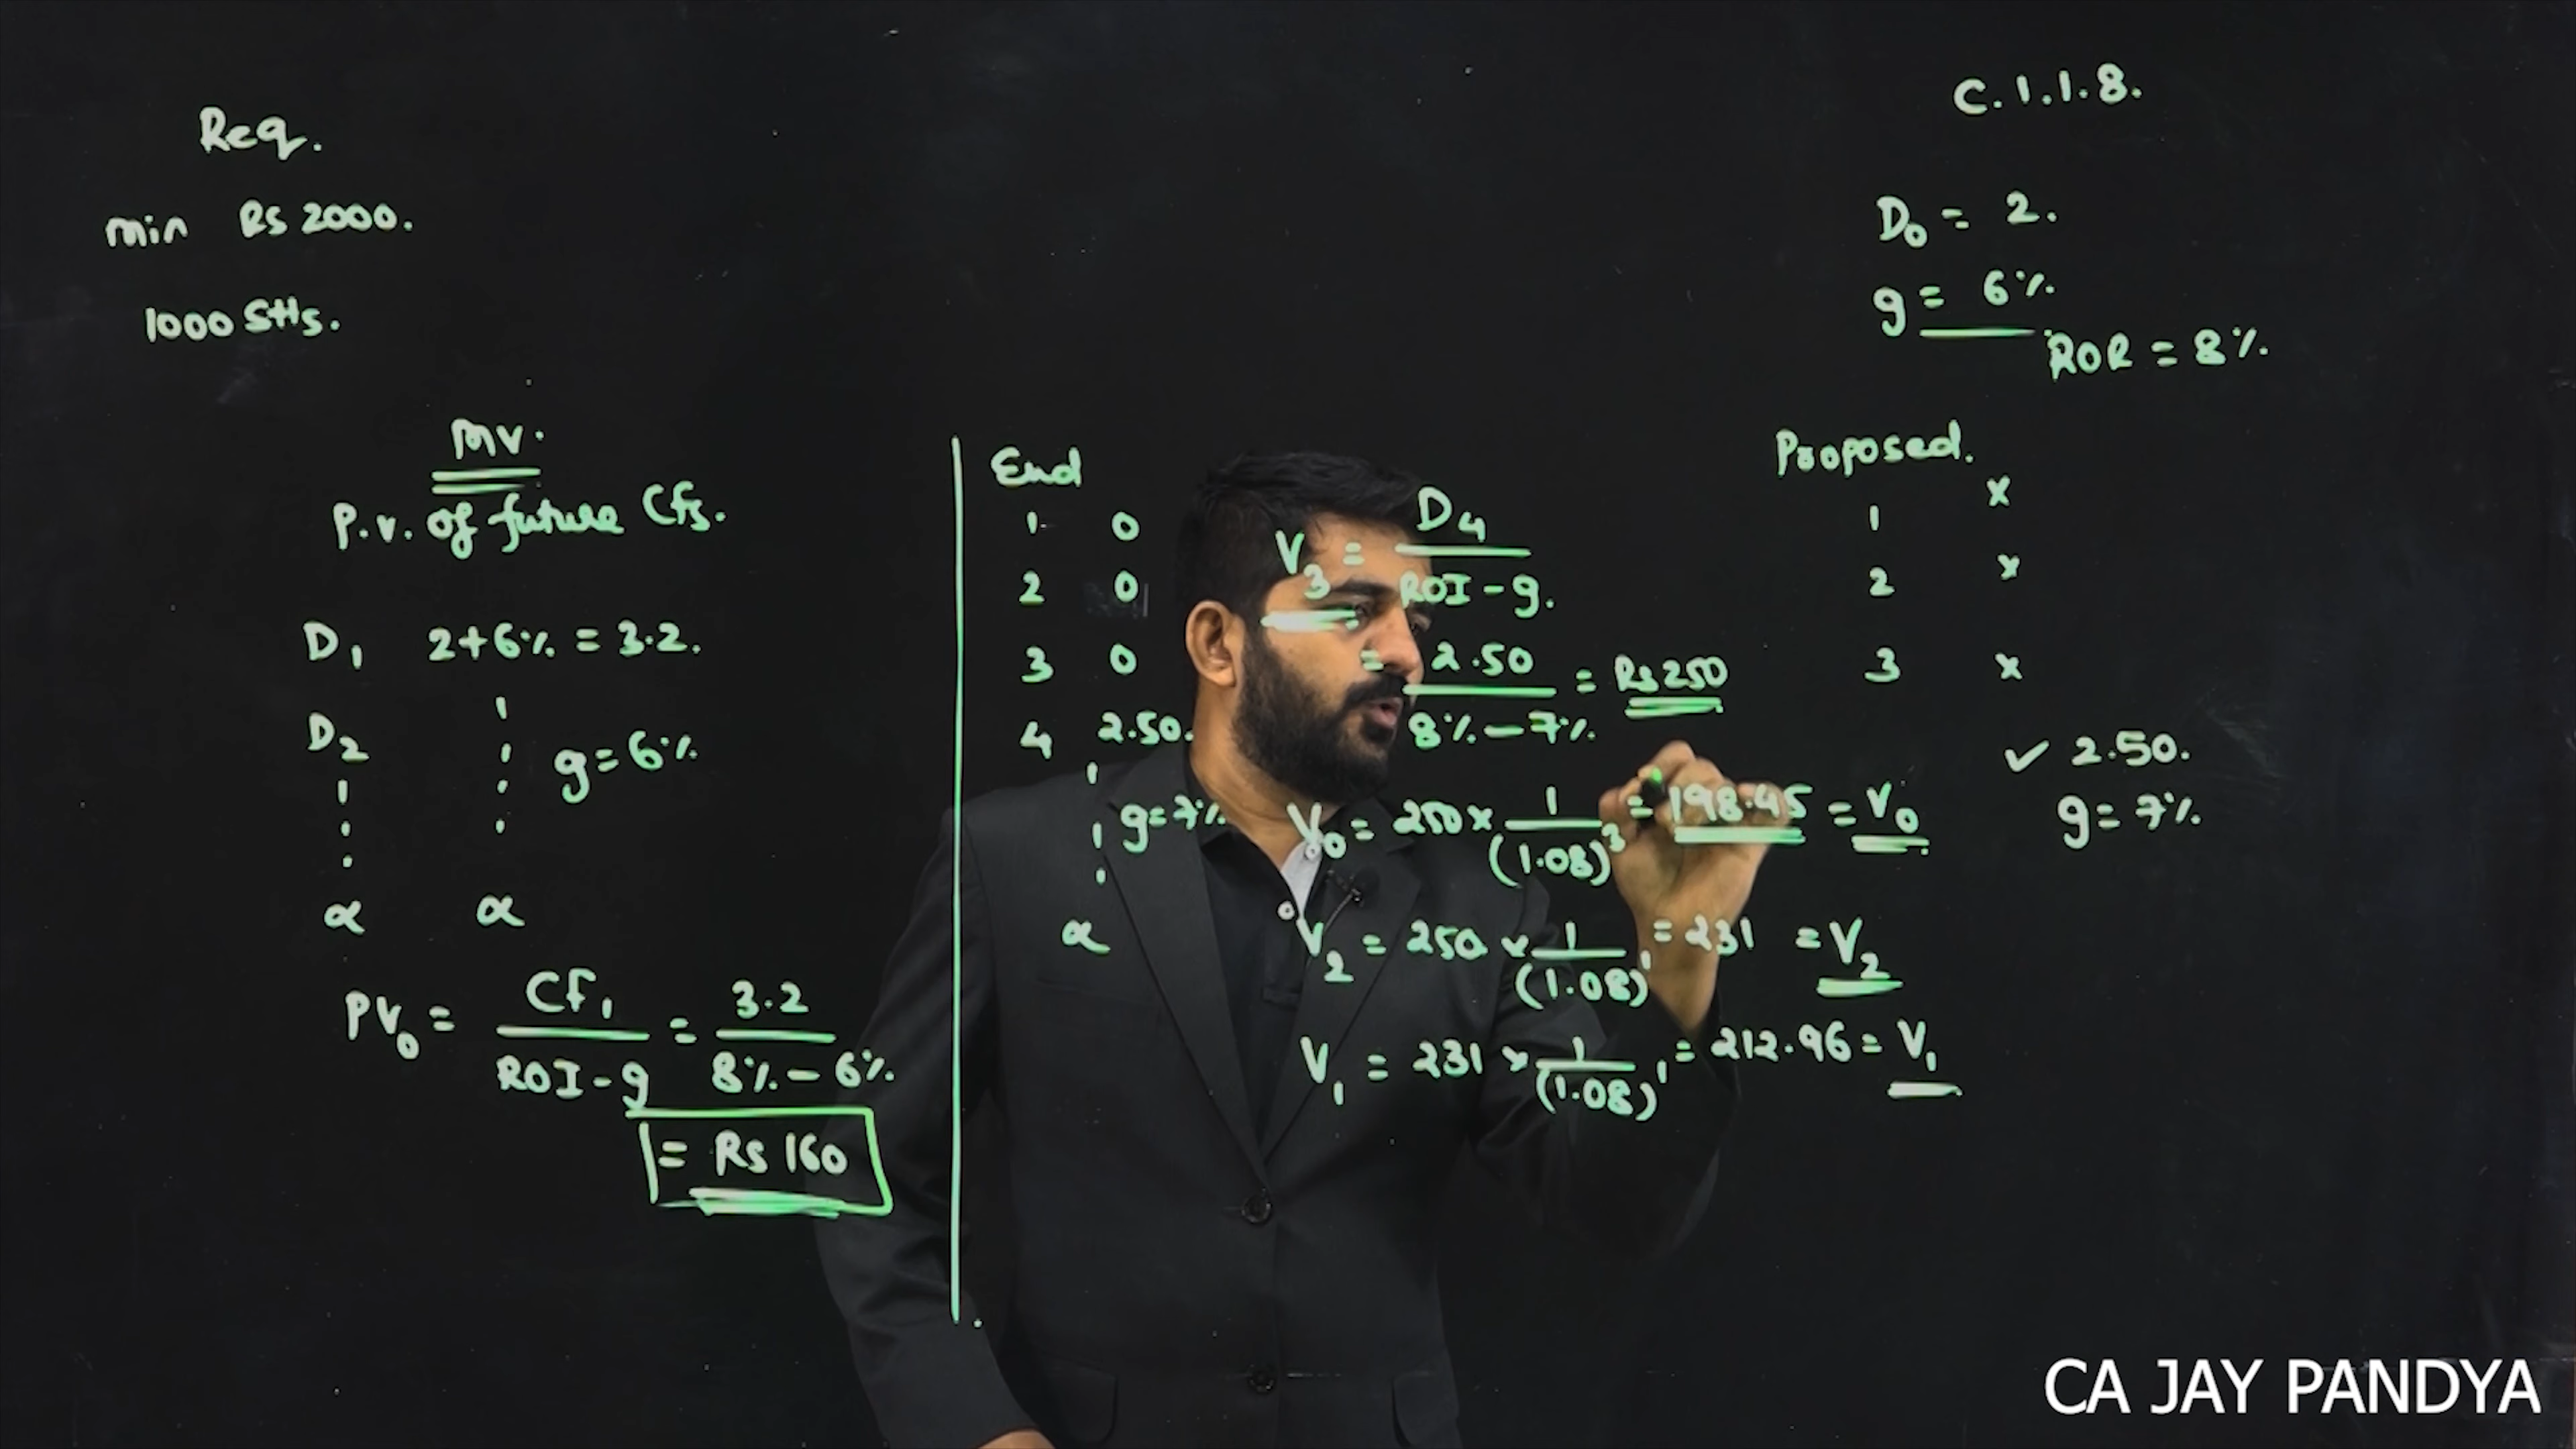 C.1.1.8.
Req.
min Rs 2000.
1000 SHs.
D0 = 2.
g = 6%.
ROR = 8%.
MV.
P.V. of future Cfs.
D1 2+6% = 3.2.
D2 g = 6%
α α
PV0 = Cf1 / ROI-g = 3.2 / 8% - 6%.
= Rs 160
End
1 0
2 0
3 0
4 2.50.
g = 7%
α
V3 = D4 / ROI - g.
= 2.50 / 8% - 7% = Rs 250
V0 = 250 x 1 / (1.08)^3 = 198.45 = V0
V2 = 250 x 1 / (1.08)^1 = 231 = V2
V1 = 231 x 1 / (1.08)^1 = 212.96 = V1
Proposed.
1 x
2 x
3 x
✓ 2.50.
g = 7%.
CA JAY PANDYA